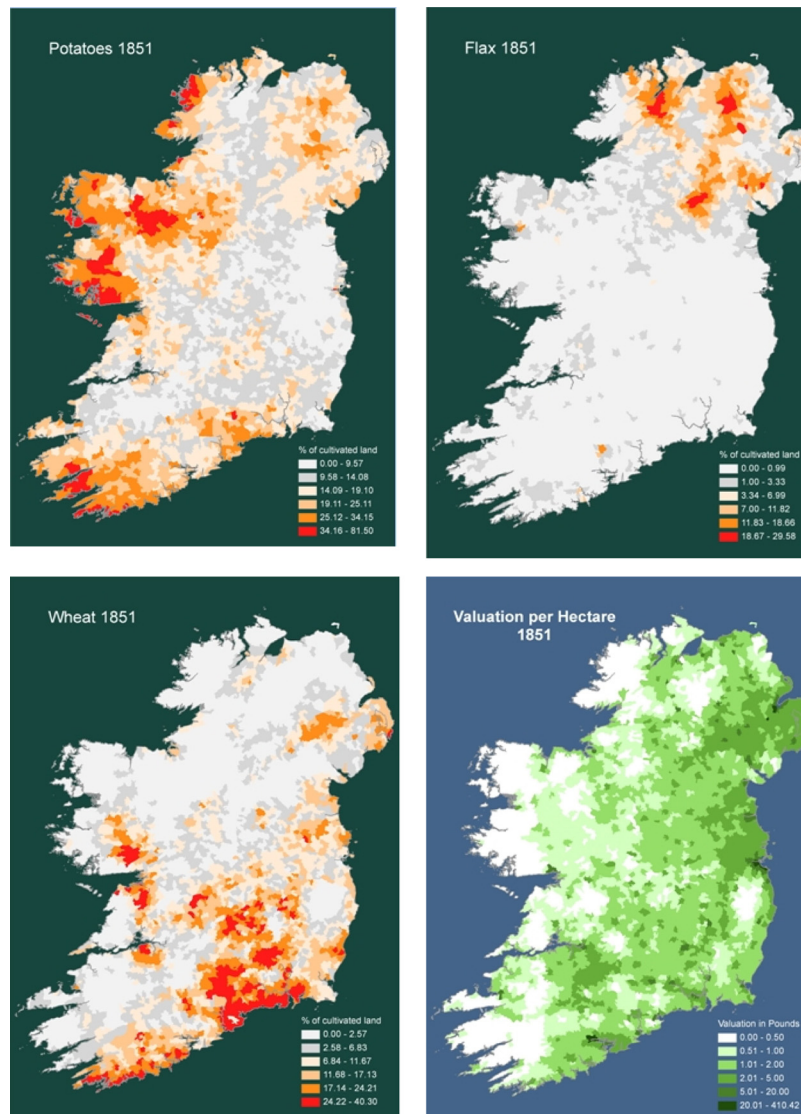 Potatoes 1851
% of cultivated land
0.00 - 9.57
9.58 - 14.08
14.09 - 19.10
19.11 - 25.11
25.12 - 34.15
34.16 - 81.50
Flax 1851
% of cultivated land
0.00 - 0.99
1.00 - 3.33
3.34 - 6.99
7.00 - 11.82
11.83 - 18.66
18.67 - 29.58
Wheat 1851
% of cultivated land
0.00 - 2.57
2.58 - 6.83
6.84 - 11.67
11.68 - 17.13
17.14 - 24.21
24.22 - 40.30
Valuation per Hectare
1851
Valuation in Pounds
0.00 - 0.50
0.51 - 1.00
1.01 - 2.00
2.01 - 5.00
5.01 - 20.00
20.01 - 410.42